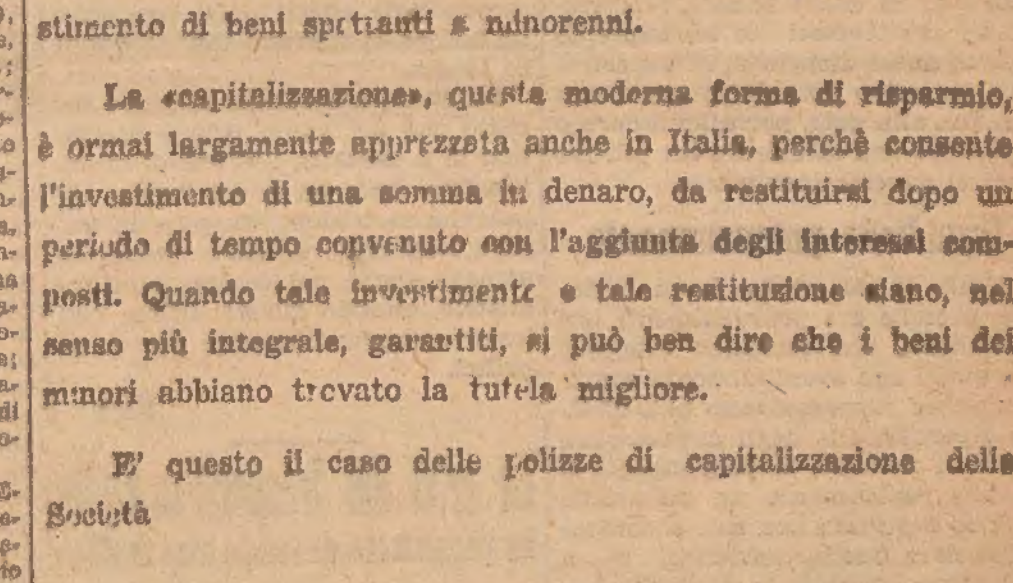 stimento di beni spettanti a minorenni.
La «capitalizzazione», questa moderna forma di risparmio,
è ormai largamente apprezzata anche in Italia, perchè consente
l'investimento di una somma in denaro, da restituirsi dopo un
periodo di tempo convenuto con l'aggiunta degli interessi com-
posti. Quando tale investimento e tale restituzione siano, nel
senso più integrale, garantiti, si può ben dire che i beni dei
minori abbiano trovato la tutela migliore.
E' questo il caso delle polizze di capitalizzazione della
Società